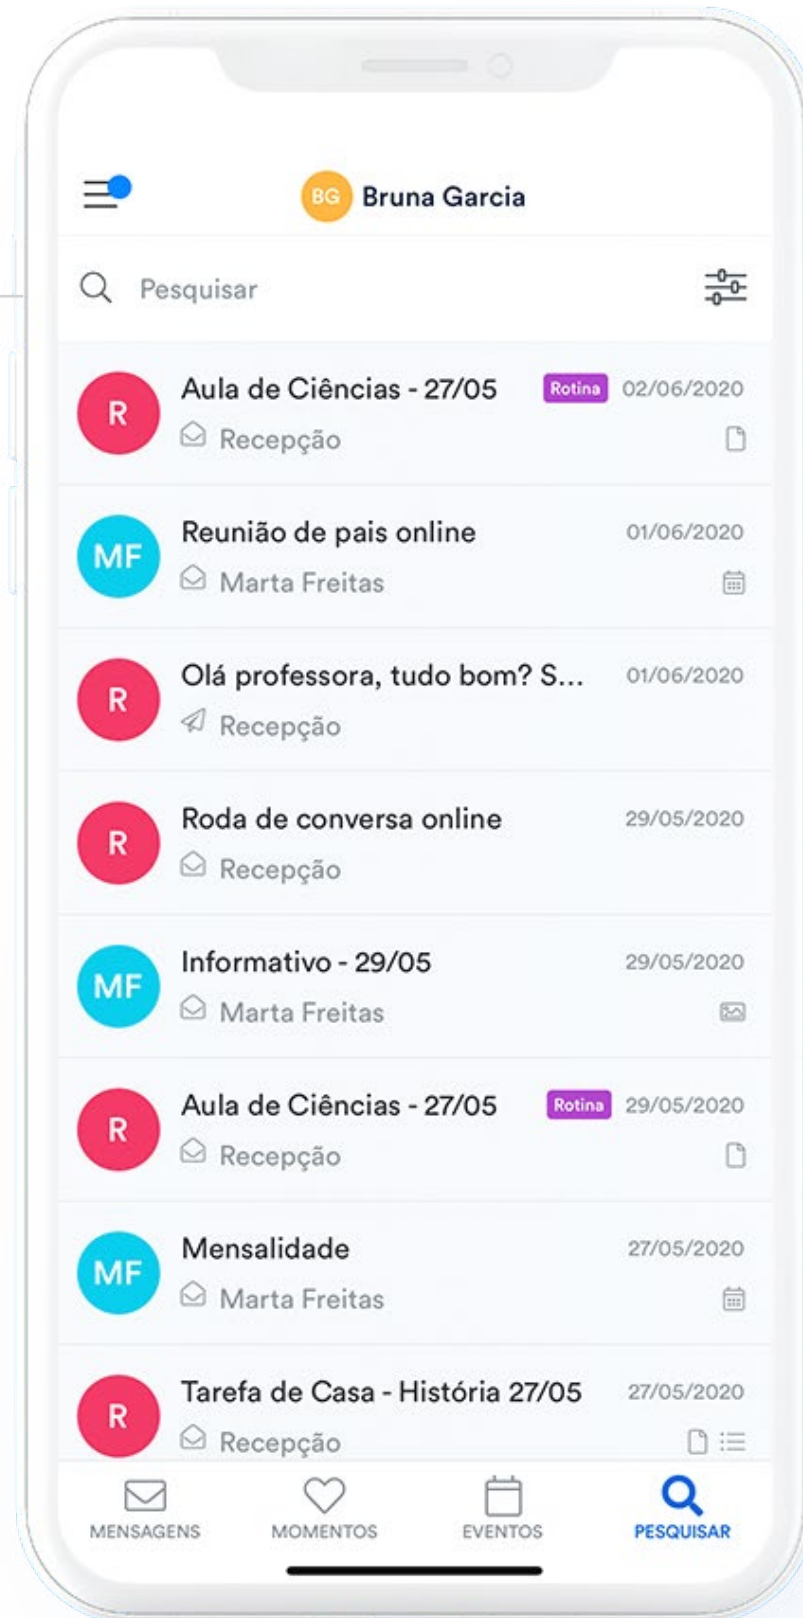 BG Bruna Garcia
Pesquisar
R Aula de Ciências - 27/05 Rotina 02/06/2020
Recepção
MF Reunião de pais online 01/06/2020
Marta Freitas
R Olá professora, tudo bom? S... 01/06/2020
Recepção
R Roda de conversa online 29/05/2020
Recepção
MF Informativo - 29/05 29/05/2020
Marta Freitas
R Aula de Ciências - 27/05 Rotina 29/05/2020
Recepção
MF Mensalidade 27/05/2020
Marta Freitas
R Tarefa de Casa - História 27/05 27/05/2020
Recepção
MENSAGENS MOMENTOS EVENTOS PESQUISAR